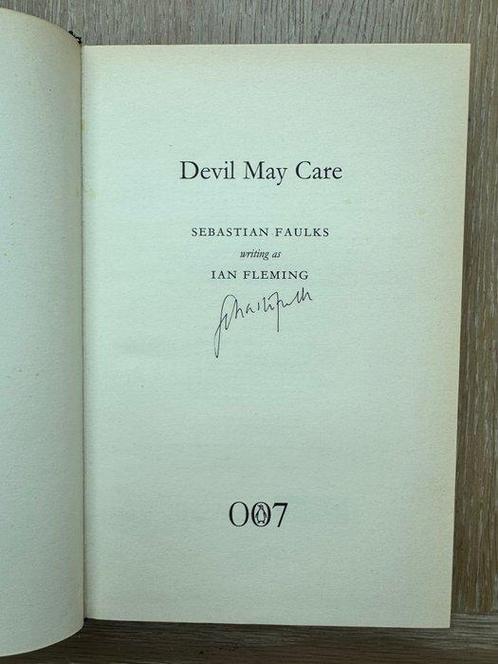 Devil May Care
SEBASTIAN FAULKS
writing as
IAN FLEMING
007